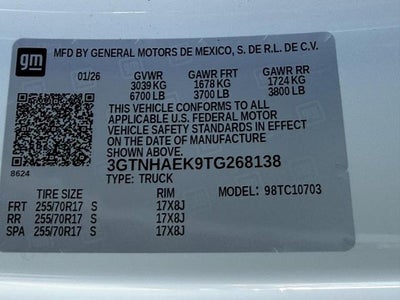 gm MFD BY GENERAL MOTORS DE MEXICO, S. DE R.L. DE C.V.
01/26 GVWR GAWR FRT GAWR RR
3039 KG 1678 KG 1724 KG
6700 LB 3700 LB 3800 LB
THIS VEHICLE CONFORMS TO ALL
APPLICABLE U.S. FEDERAL MOTOR
VEHICLE SAFETY STANDARDS IN EFFECT
ON THE DATE OF MANUFACTURE
SHOWN ABOVE.
8624 3GTNHAEK9TG268138
TYPE: TRUCK
TIRE SIZE RIM MODEL: 98TC10703
FRT 255/70R17 S 17X8J
RR 255/70R17 S 17X8J
SPA 255/70R17 S 17X8J